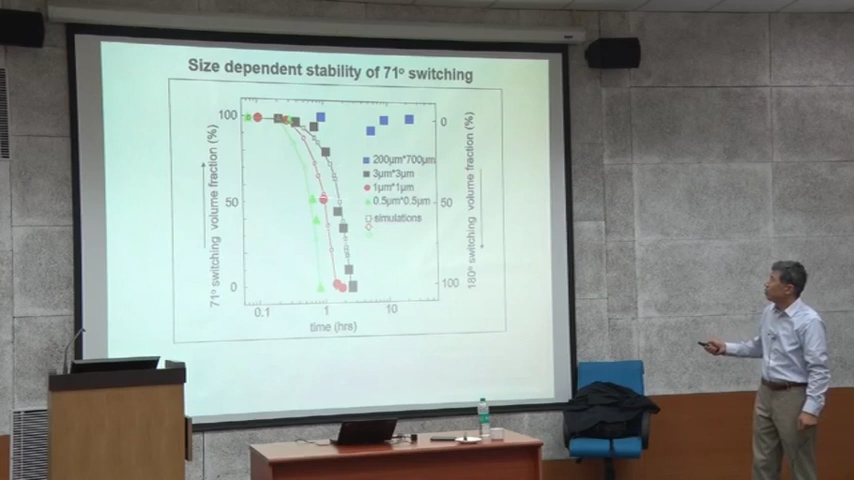 Size dependent stability of 71° switching
100
50
0
71° switching volume fraction (%)
0.1
1
10
time (hrs)
0
50
100
180° switching volume fraction (%)
200µm*700µm
3µm*3µm
1µm*1µm
0.5µm*0.5µm
simulations